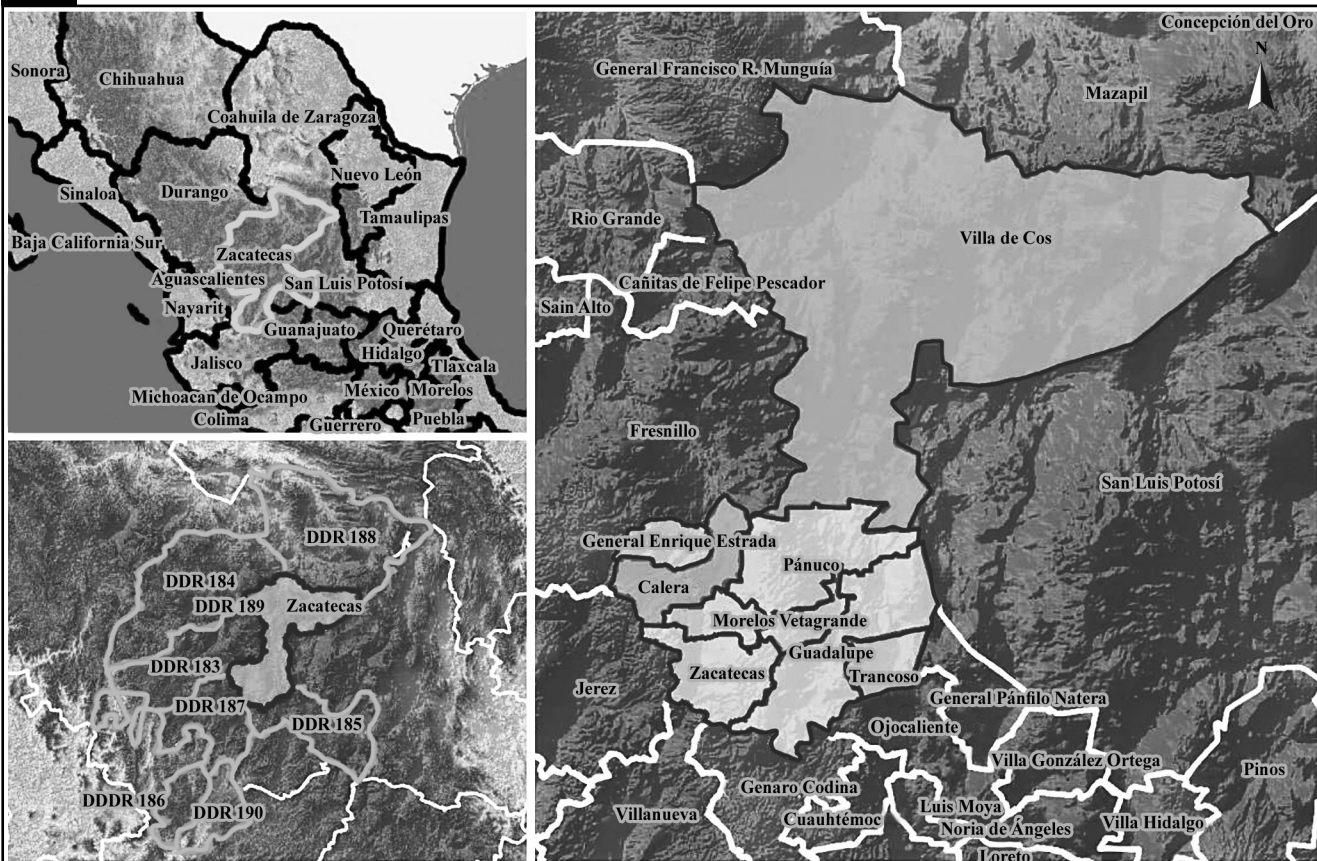 Sonora
Chihuahua
Coahuila de Zaragoza
Nuevo León
Sinaloa
Durango
Tamaulipas
Baja California Sur
Zacatecas
Aguascalientes
San Luis Potosí
Nayarit
Guanajuato
Querétaro
Jalisco
Hidalgo
Tlaxcala
Michoacan de Ocampo
México
Morelos
Colima
Guerrero
Puebla
DDR 188
DDR 184
DDR 189
Zacatecas
DDR 183
DDR 187
DDR 185
DDDR 186
DDR 190
Concepción del Oro
N
General Francisco R. Munguía
Mazapil
Rio Grande
Villa de Cos
Cañitas de Felipe Pescador
Sain Alto
Fresnillo
San Luis Potosí
General Enrique Estrada
Pánuco
Calera
Morelos Vetagrande
Guadalupe
Zacatecas
Trancoso
Jerez
General Pánfilo Natera
Ojocaliente
Villa González Ortega
Pinos
Genaro Codina
Villanueva
Luis Moya
Cuauhtémoc
Noria de Ángeles
Villa Hidalgo
Loreto